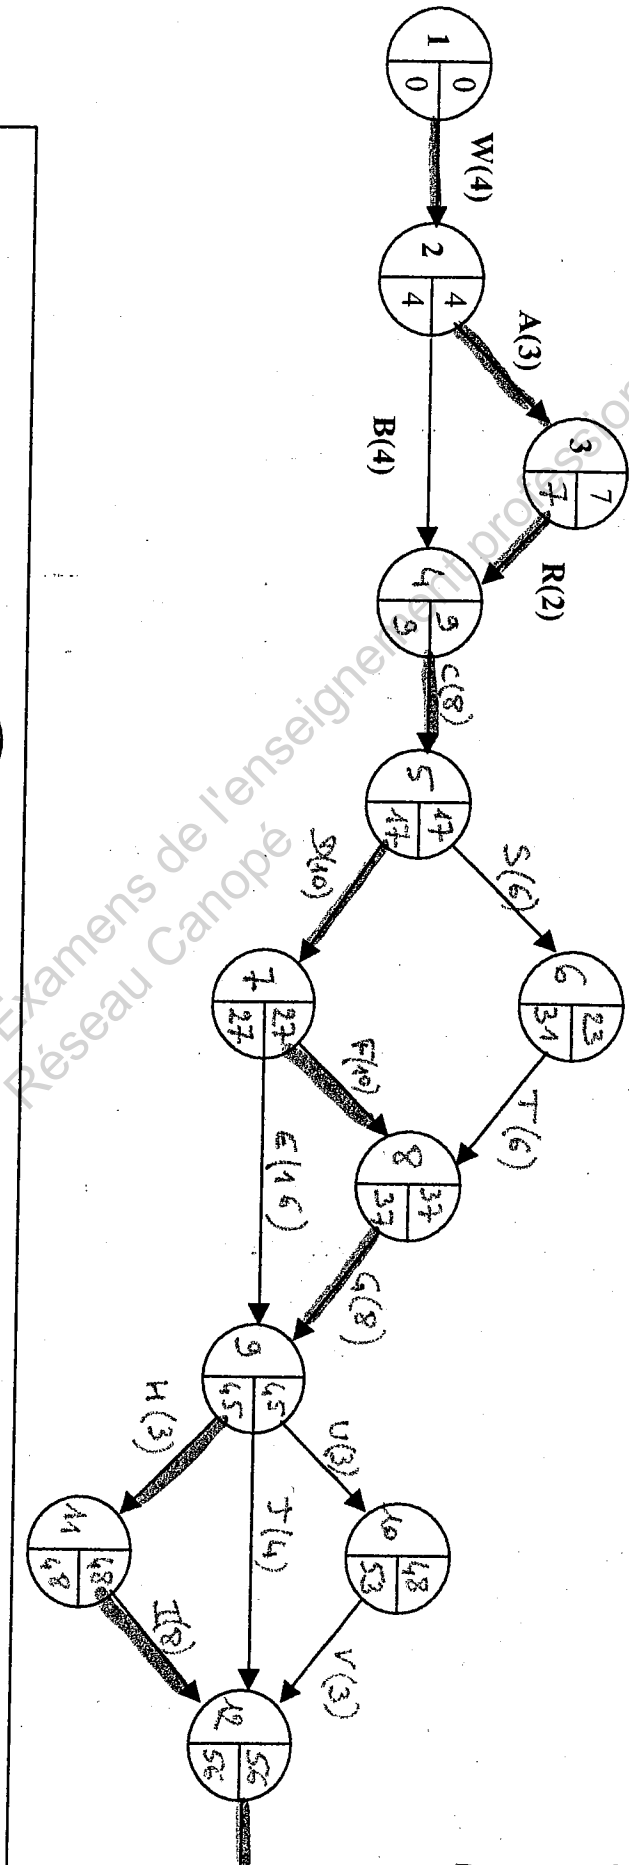 1
0
0
W(4)
2
4
4
A(3)
B(4)
3
7
7
R(2)
4
9
9
C(8)
5
17
17
S(6)
D(10)
6
23
31
7
27
27
T(6)
F(10)
E(16)
8
37
37
G(8)
9
45
45
U(3)
J(4)
H(3)
10
48
53
11
48
48
V(3)
I(8)
12
56
56
Examens de l'enseignement profession
Réseau Canopé